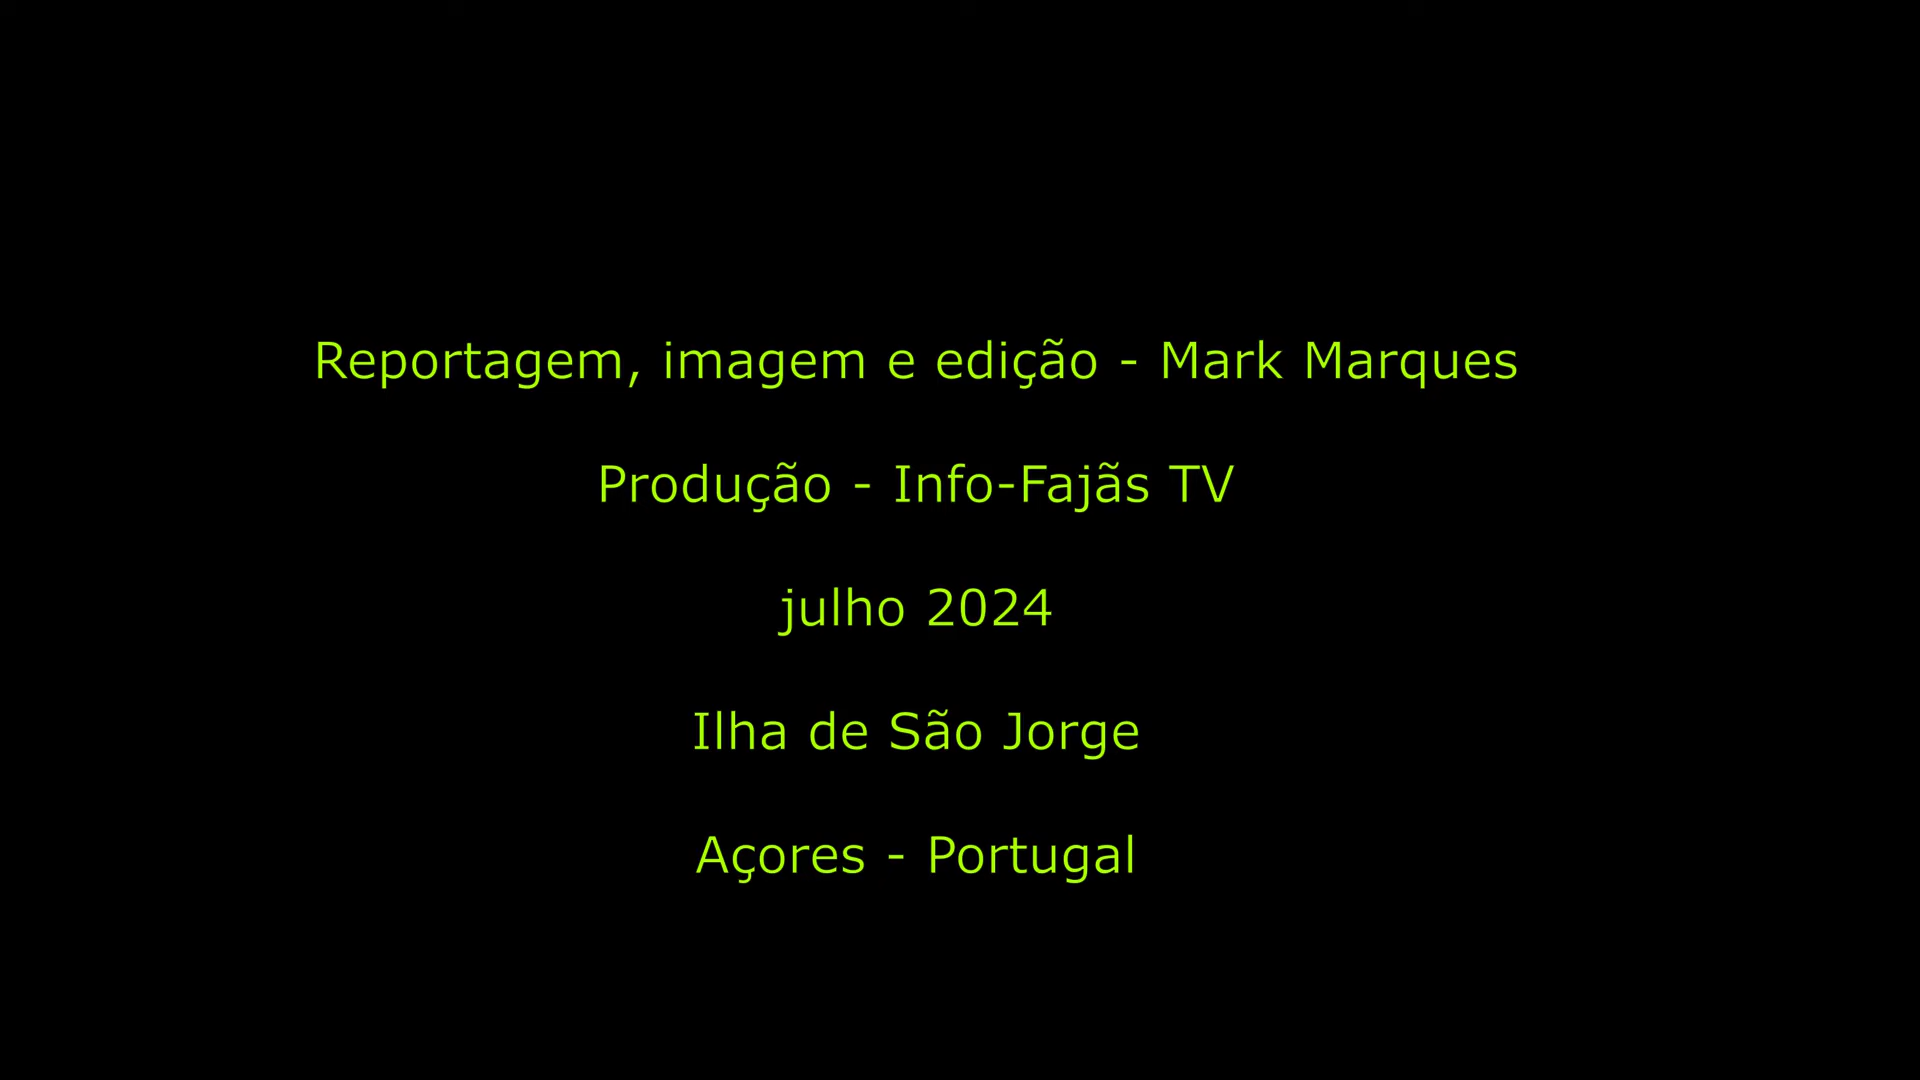 Reportagem, imagem e edição - Mark Marques
Produção - Info-Fajãs TV
julho 2024
Ilha de São Jorge
Açores - Portugal